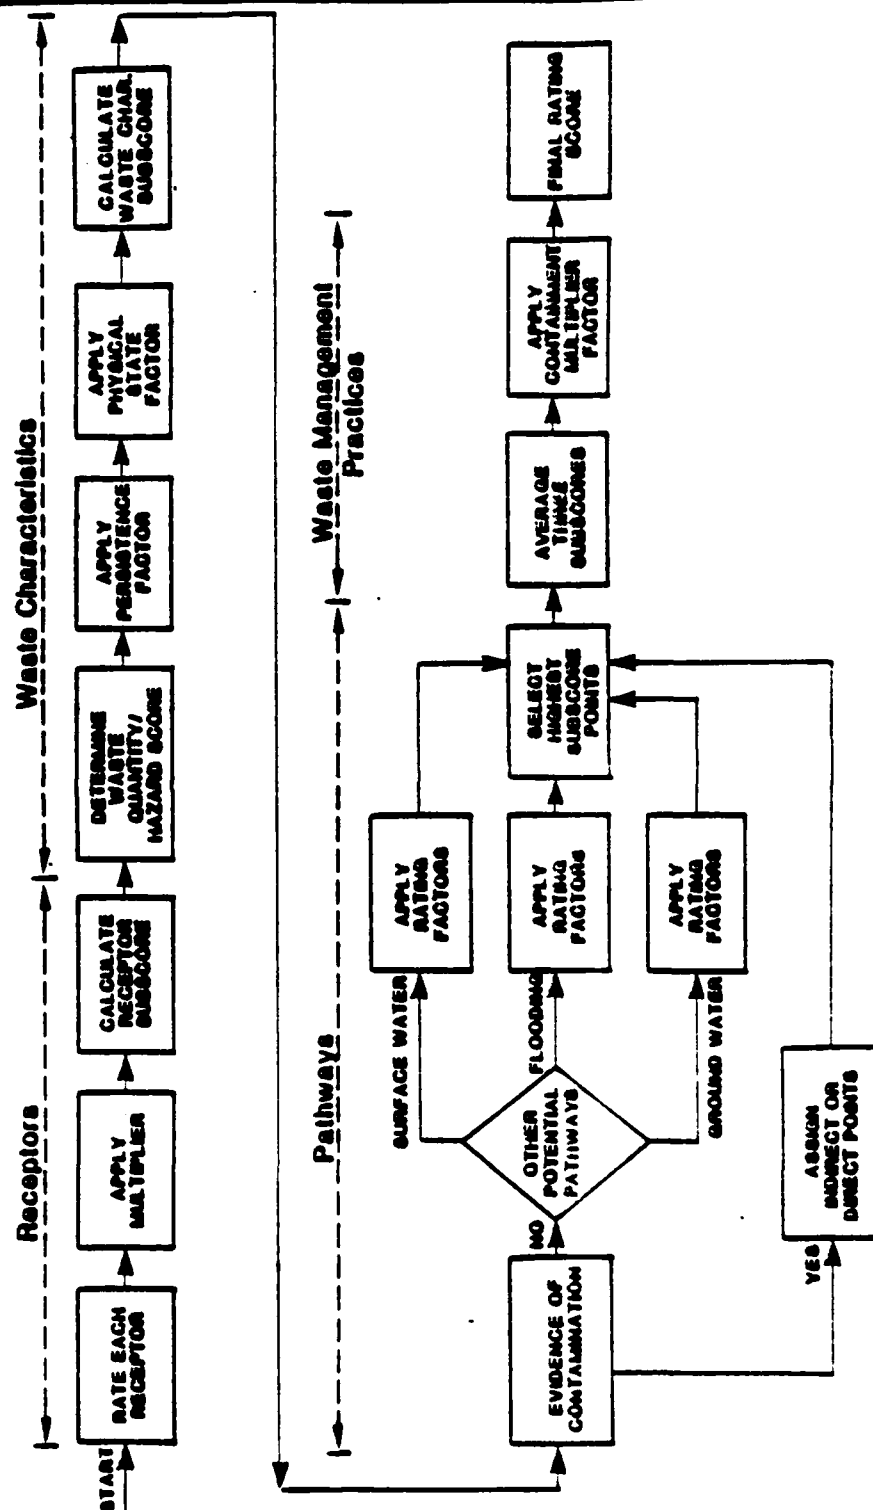 Receptors
Waste Characteristics
START
RATE EACH
RECEPTOR
APPLY
MULTIPLIER
CALCULATE
RECEPTOR
SUBSCORE
DETERMINE
WASTE
QUANTITY/
HAZARD SCORE
APPLY
PERSISTENCE
FACTOR
APPLY
PHYSICAL
STATE
FACTOR
CALCULATE
WASTE CHAR.
SUBSCORE
Pathways
Waste Management
Practices
EVIDENCE OF
CONTAMINATION
NO
OTHER
POTENTIAL
PATHWAYS
SURFACE WATER
APPLY
RATING
FACTORS
FLOODING
APPLY
RATING
FACTORS
GROUND WATER
APPLY
RATING
FACTORS
YES
ASSIGN
INDIRECT OR
DIRECT POINTS
SELECT
HIGHEST
SUBSCORE
POINTS
AVERAGE
THREE
SUBSCORES
APPLY
CONTAINMENT
MULTIPLIER
FACTOR
FINAL RATING
SCORE